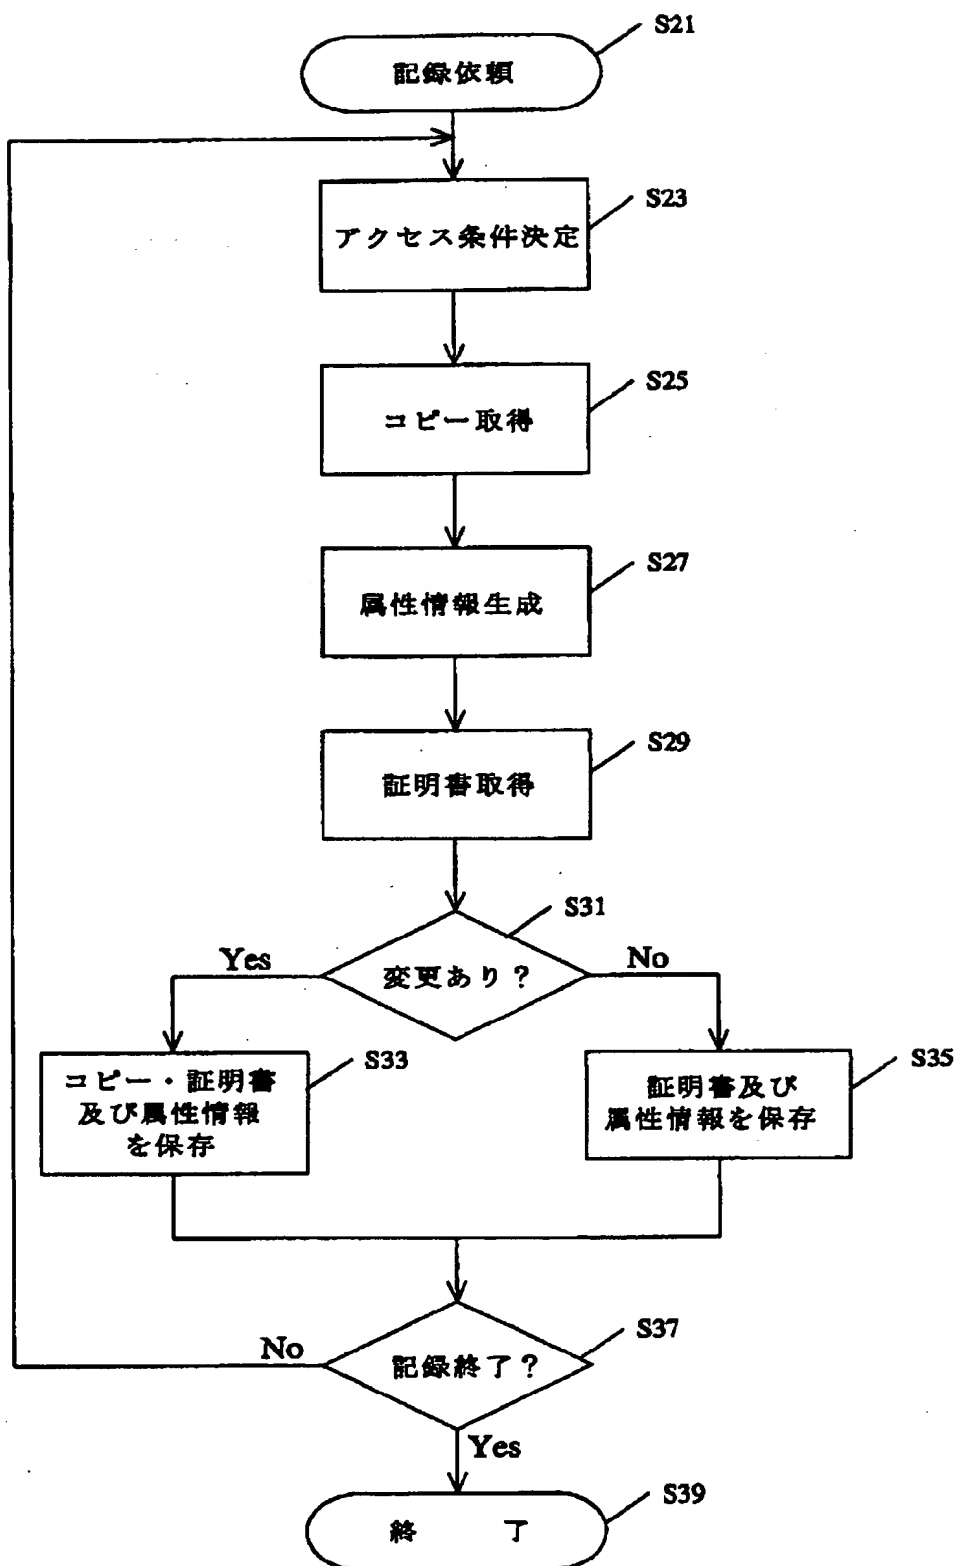 S21
記録依頼
S23
アクセス条件決定
S25
コピー取得
S27
属性情報生成
S29
証明書取得
S31
Yes
変更あり？
No
S33
コピー・証明書
及び属性情報
を保存
S35
証明書及び
属性情報を保存
S37
No
記録終了？
Yes
S39
終　　了